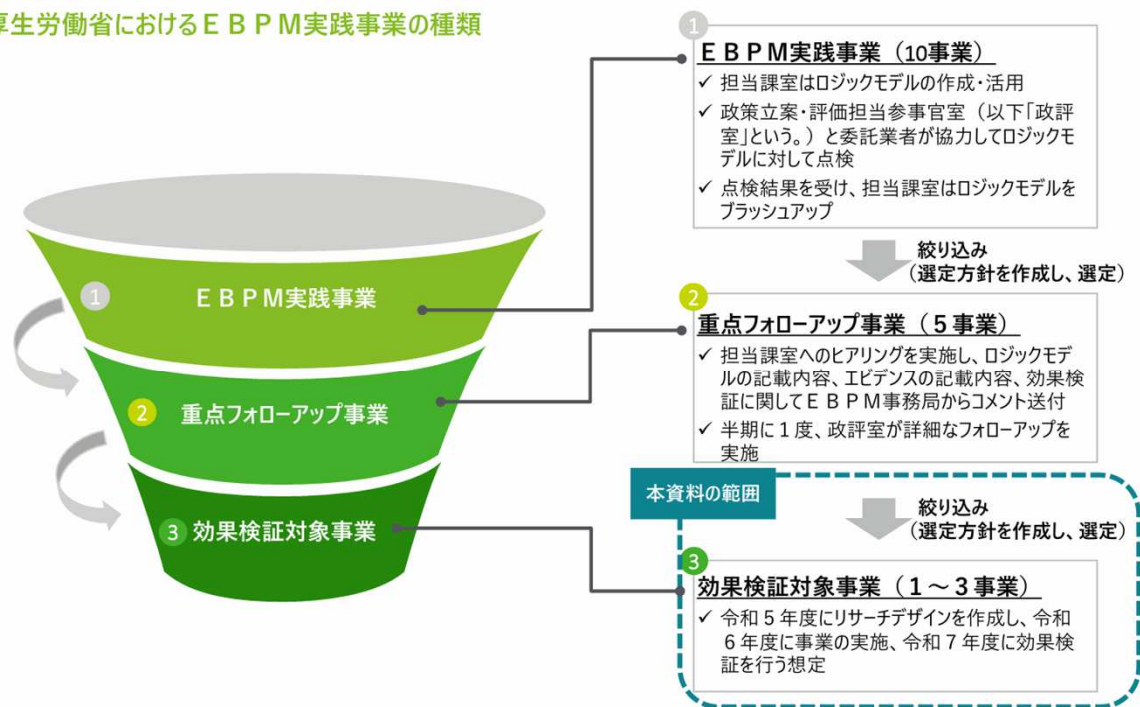 厚生労働省におけるＥＢＰＭ実践事業の種類
1
ＥＢＰＭ実践事業
2
重点フォローアップ事業
3
効果検証対象事業
1
ＥＢＰＭ実践事業（10事業）
✓ 担当課室はロジックモデルの作成・活用
✓ 政策立案・評価担当参事官室（以下「政評
室」という。）と委託業者が協力してロジックモ
デルに対して点検
✓ 点検結果を受け、担当課室はロジックモデルを
ブラッシュアップ
絞り込み
（選定方針を作成し、選定）
2
重点フォローアップ事業（５事業）
✓ 担当課室へのヒアリングを実施し、ロジックモデ
ルの記載内容、エビデンスの記載内容、効果検
証に関してＥＢＰＭ事務局からコメント送付
✓ 半期に１度、政評室が詳細なフォローアップを
実施
本資料の範囲
絞り込み
（選定方針を作成し、選定）
3
効果検証対象事業（１～３事業）
✓ 令和５年度にリサーチデザインを作成し、令和
６年度に事業の実施、令和７年度に効果検
証を行う想定